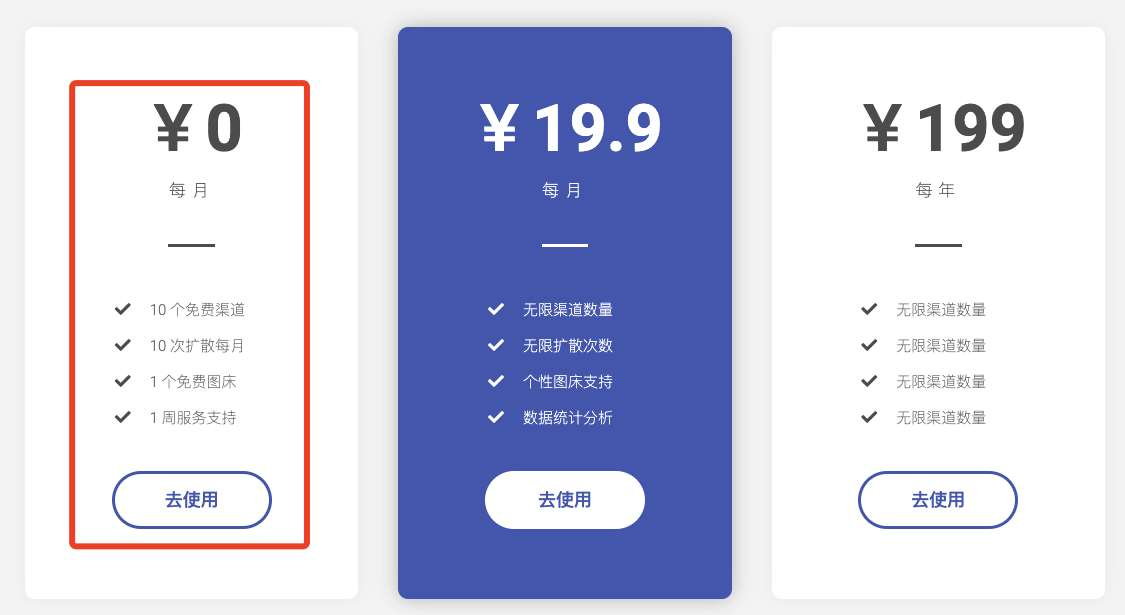 ¥ 0
每 月
10 个免费渠道
10 次扩散每月
1 个免费图床
1 周服务支持
去使用
¥ 19.9
每 月
无限渠道数量
无限扩散次数
个性图床支持
数据统计分析
去使用
¥ 199
每 年
无限渠道数量
无限渠道数量
无限渠道数量
无限渠道数量
去使用